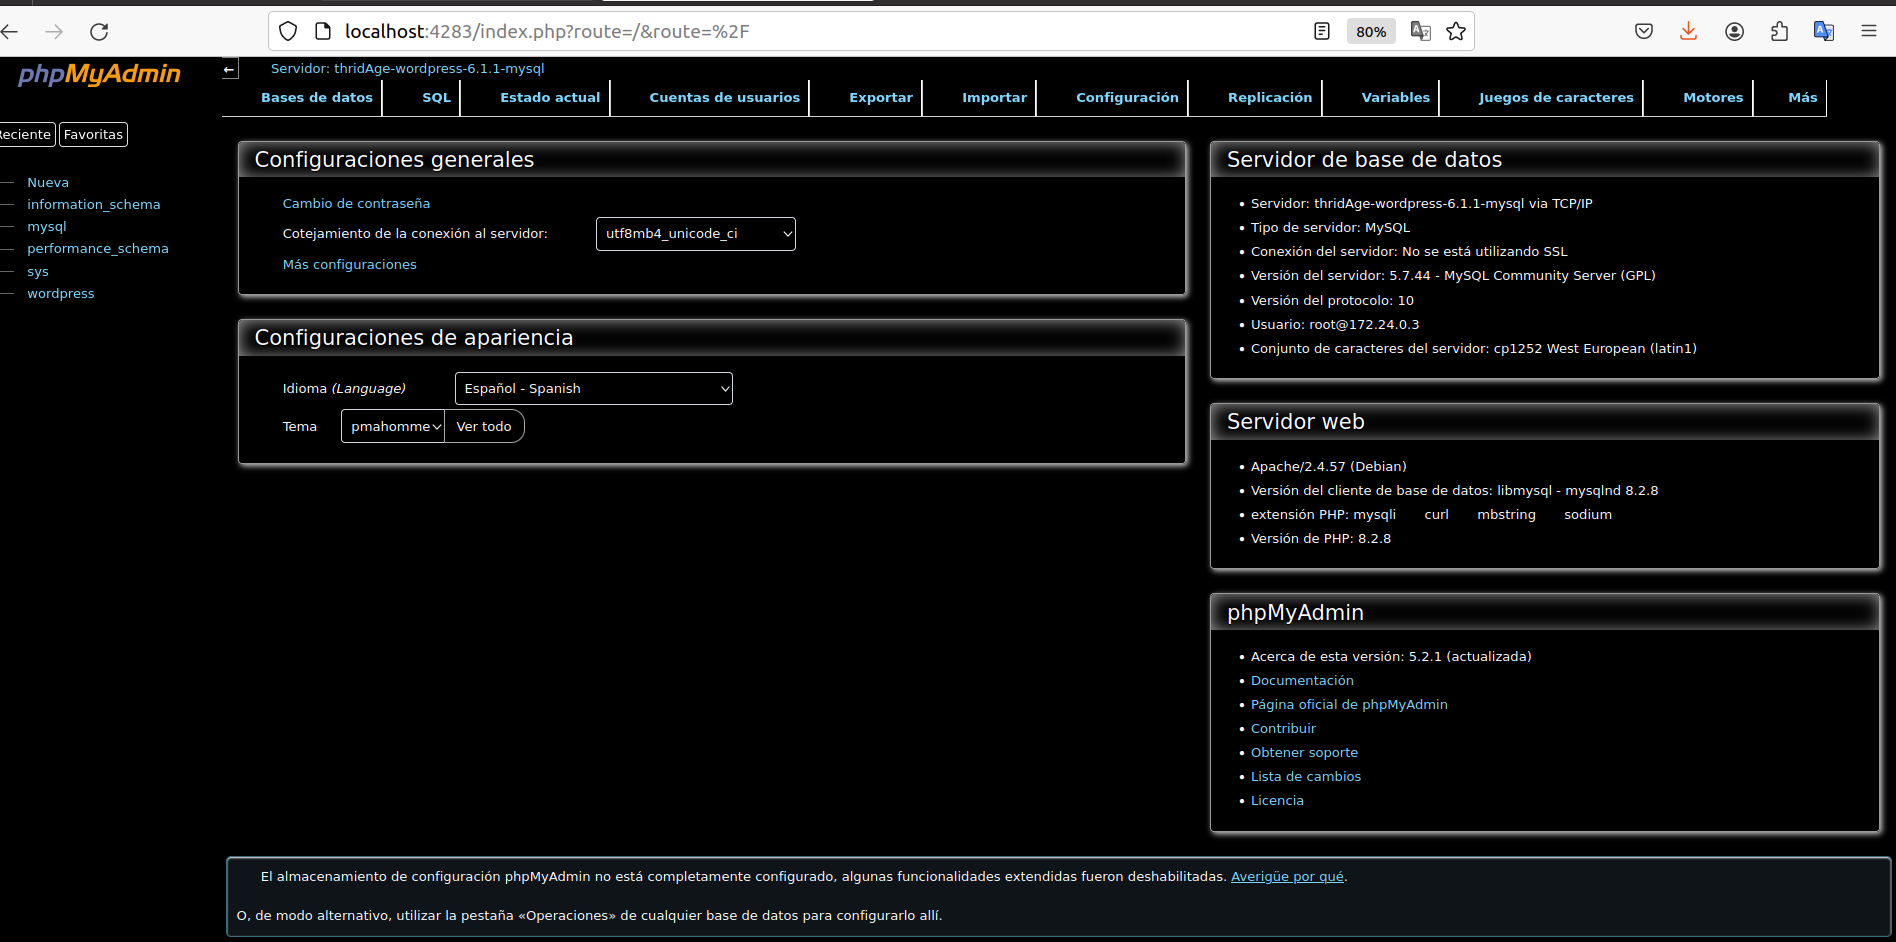 localhost:4283/index.php?route=/&route=%2F
80%
phpMyAdmin
Reciente
Favoritas
Nueva
information_schema
mysql
performance_schema
sys
wordpress
←
Servidor: thridAge-wordpress-6.1.1-mysql
Bases de datos
SQL
Estado actual
Cuentas de usuarios
Exportar
Importar
Configuración
Replicación
Variables
Juegos de caracteres
Motores
Más
Configuraciones generales
Cambio de contraseña
Cotejamiento de la conexión al servidor:
utf8mb4_unicode_ci
Más configuraciones
Configuraciones de apariencia
Idioma (Language)
Español - Spanish
Tema
pmahomme
Ver todo
Servidor de base de datos
• Servidor: thridAge-wordpress-6.1.1-mysql via TCP/IP
• Tipo de servidor: MySQL
• Conexión del servidor: No se está utilizando SSL
• Versión del servidor: 5.7.44 - MySQL Community Server (GPL)
• Versión del protocolo: 10
• Usuario: root@172.24.0.3
• Conjunto de caracteres del servidor: cp1252 West European (latin1)
Servidor web
• Apache/2.4.57 (Debian)
• Versión del cliente de base de datos: libmysql - mysqlnd 8.2.8
• extensión PHP: mysqli curl mbstring sodium
• Versión de PHP: 8.2.8
phpMyAdmin
• Acerca de esta versión: 5.2.1 (actualizada)
• Documentación
• Página oficial de phpMyAdmin
• Contribuir
• Obtener soporte
• Lista de cambios
• Licencia
El almacenamiento de configuración phpMyAdmin no está completamente configurado, algunas funcionalidades extendidas fueron deshabilitadas. Averigüe por qué.
O, de modo alternativo, utilizar la pestaña «Operaciones» de cualquier base de datos para configurarlo allí.